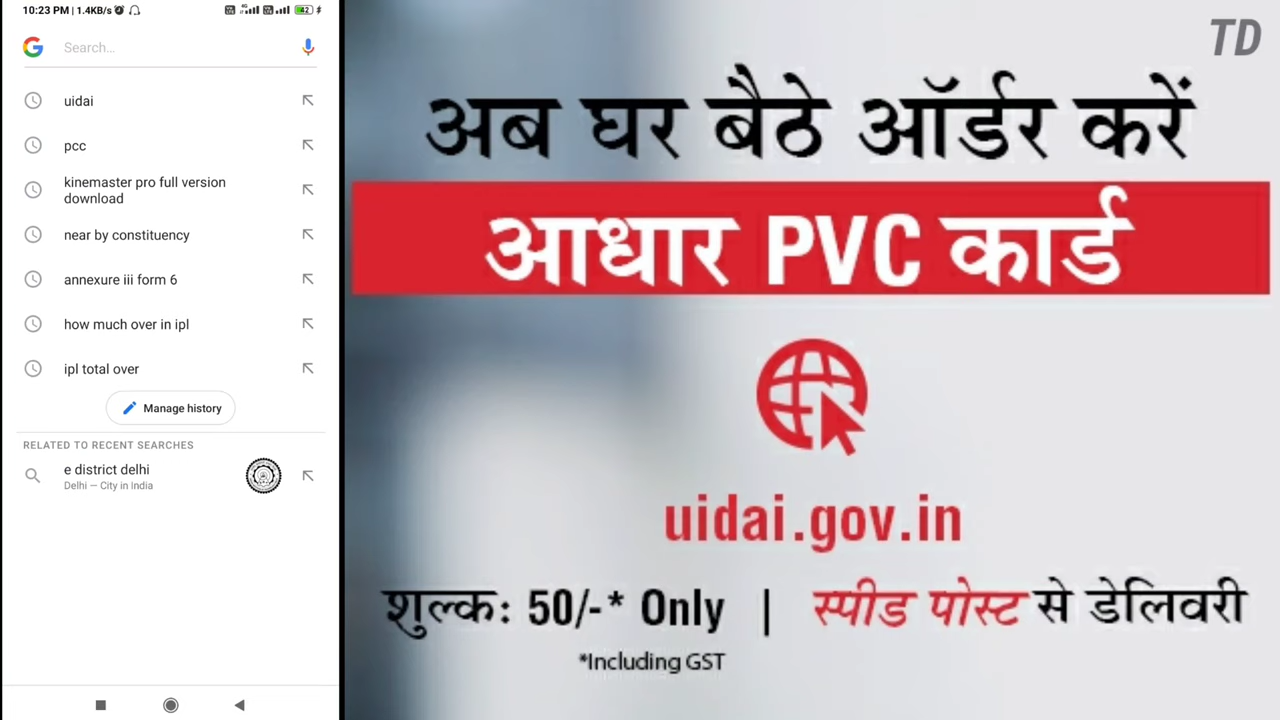 10:23 PM | 1.4KB/s
42
Search...
uidai
pcc
kinemaster pro full version
download
near by constituency
annexure iii form 6
how much over in ipl
ipl total over
Manage history
RELATED TO RECENT SEARCHES
e district delhi
Delhi — City in India
TD
अब घर बैठे ऑर्डर करें
आधार PVC कार्ड
uidai.gov.in
शुल्क: 50/-* Only | स्पीड पोस्ट से डेलिवरी
*Including GST